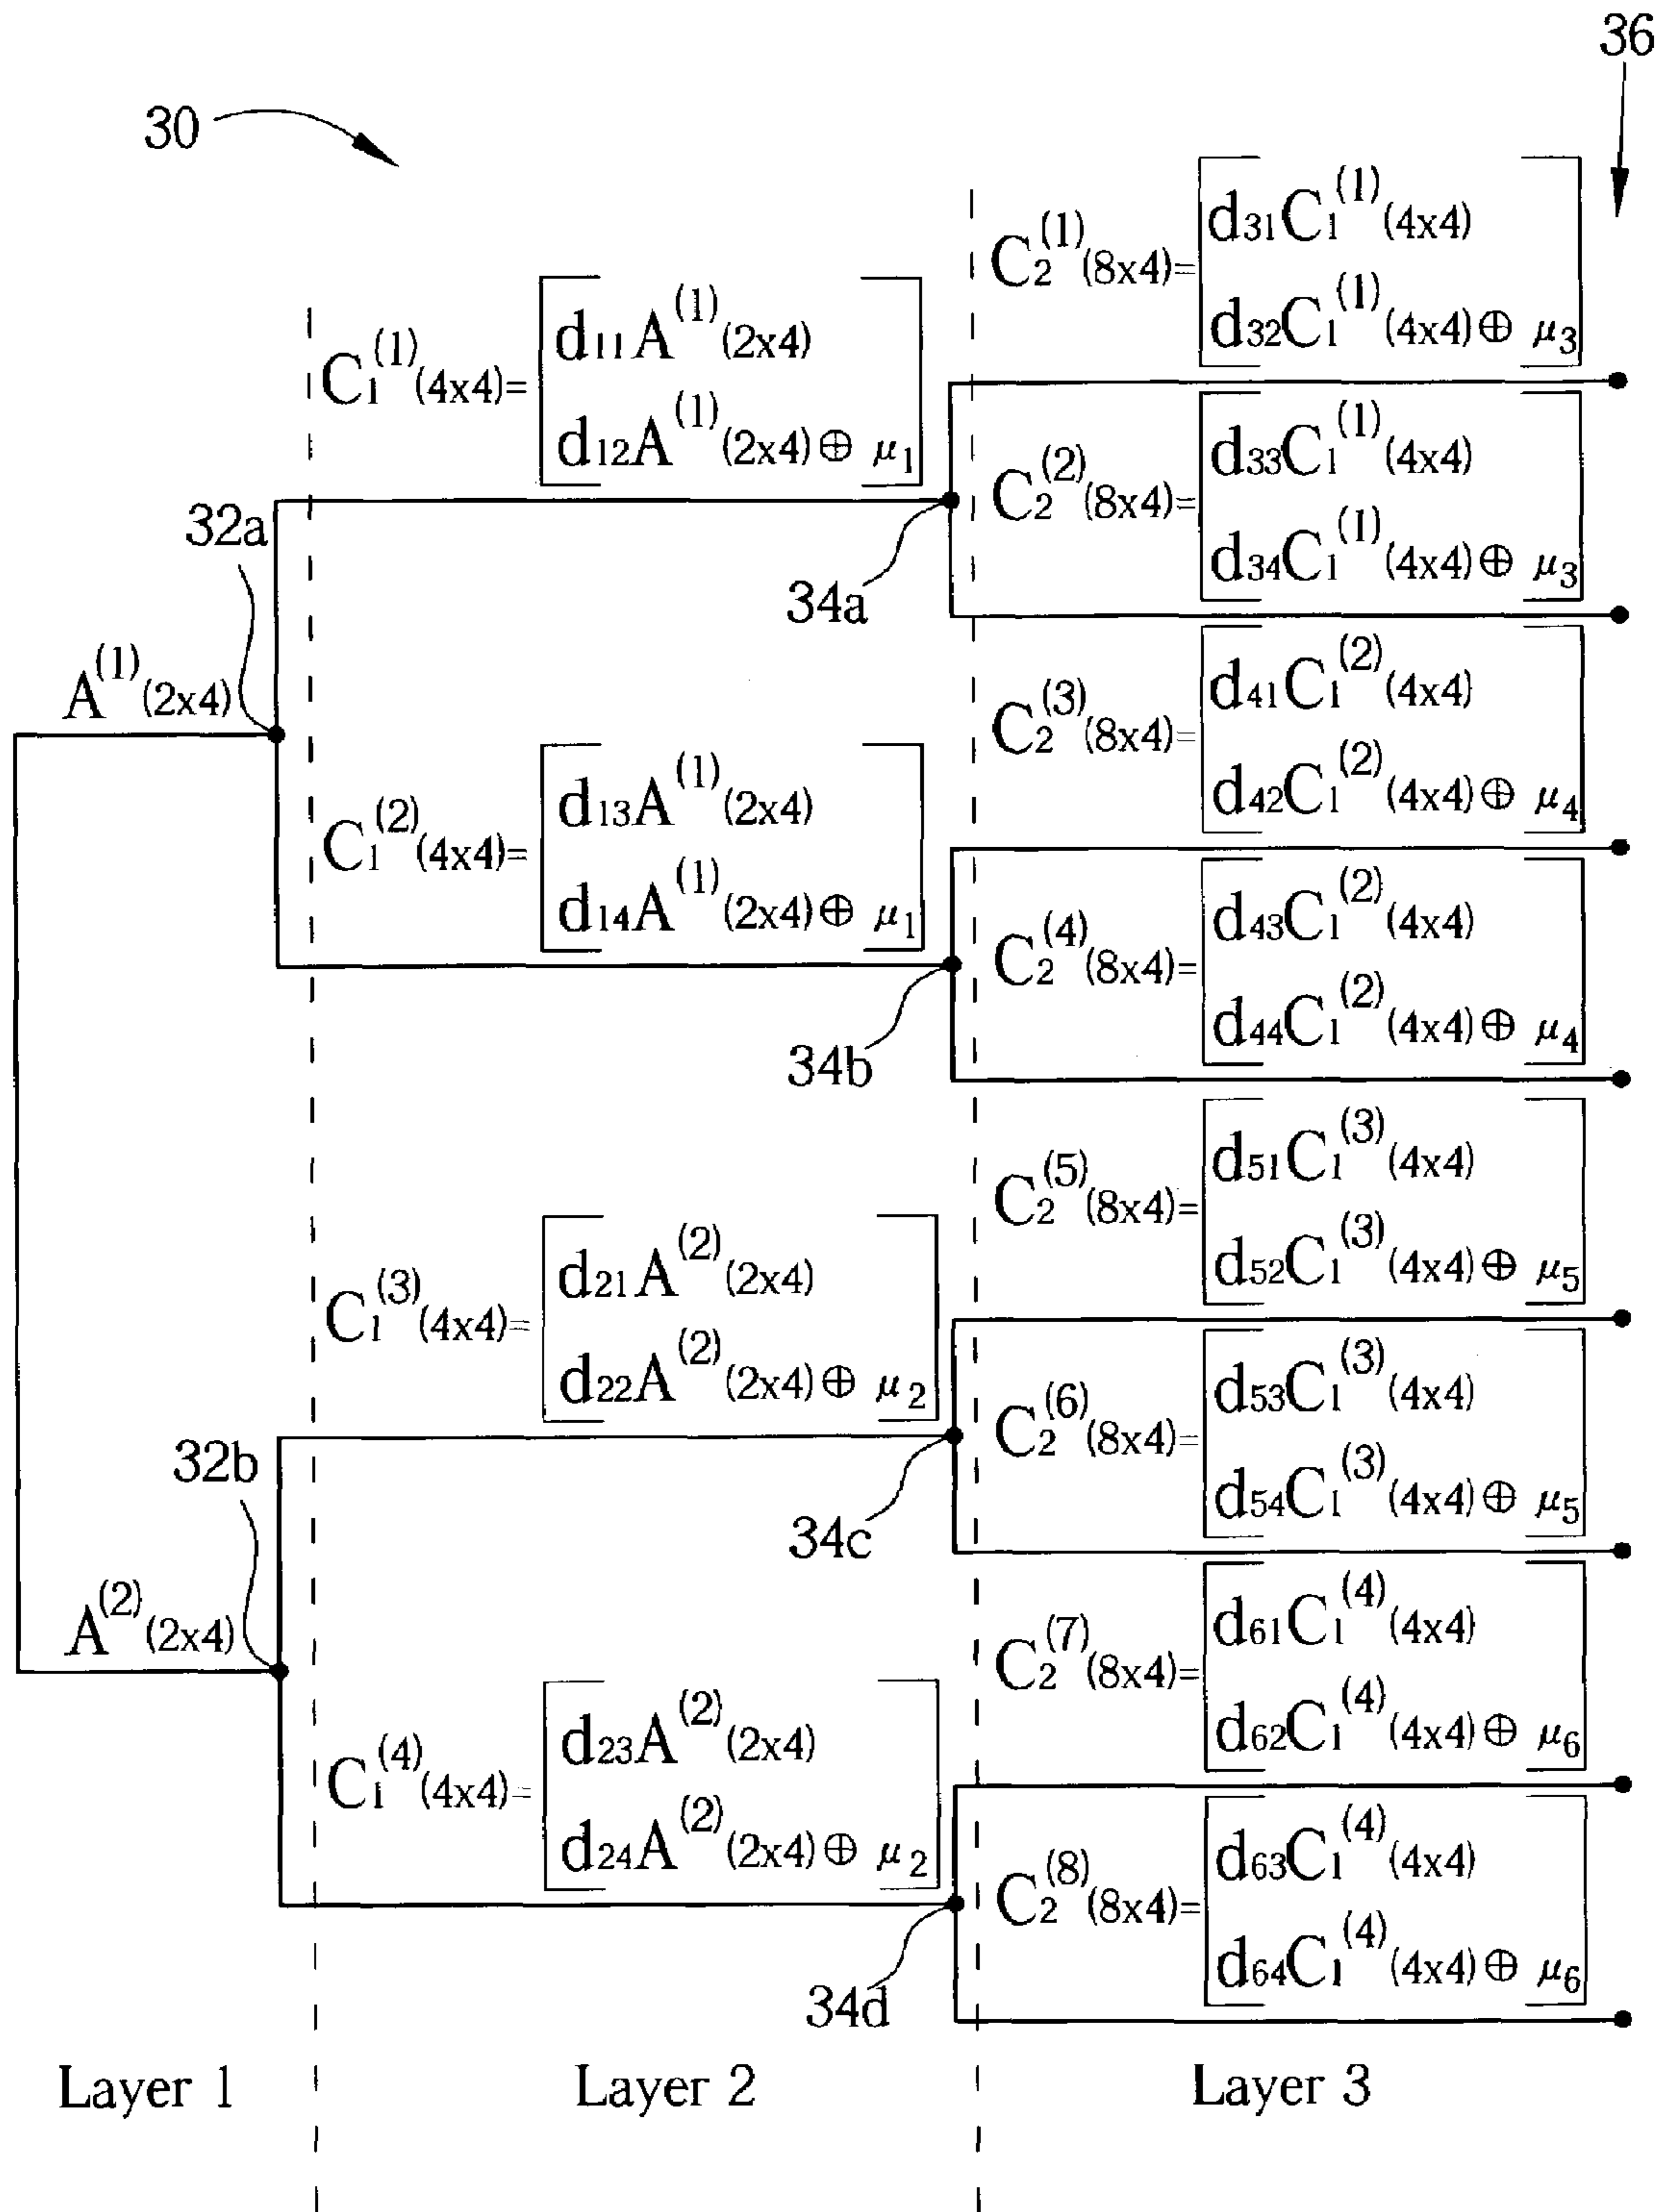 36
30
C₂⁽¹⁾(8x4)= [ d₃₁C₁⁽¹⁾(4x4)
d₃₂C₁⁽¹⁾(4x4)⊕ μ₃ ]
C₁⁽¹⁾(4x4)= [ d₁₁A⁽¹⁾(2x4)
d₁₂A⁽¹⁾(2x4)⊕ μ₁ ]
C₂⁽²⁾(8x4)= [ d₃₃C₁⁽¹⁾(4x4)
d₃₄C₁⁽¹⁾(4x4)⊕ μ₃ ]
32a
34a
A⁽¹⁾(2x4)
C₂⁽³⁾(8x4)= [ d₄₁C₁⁽²⁾(4x4)
d₄₂C₁⁽²⁾(4x4)⊕ μ₄ ]
C₁⁽²⁾(4x4)= [ d₁₃A⁽¹⁾(2x4)
d₁₄A⁽¹⁾(2x4)⊕ μ₁ ]
C₂⁽⁴⁾(8x4)= [ d₄₃C₁⁽²⁾(4x4)
d₄₄C₁⁽²⁾(4x4)⊕ μ₄ ]
34b
C₂⁽⁵⁾(8x4)= [ d₅₁C₁⁽³⁾(4x4)
d₅₂C₁⁽³⁾(4x4)⊕ μ₅ ]
C₁⁽³⁾(4x4)= [ d₂₁A⁽²⁾(2x4)
d₂₂A⁽²⁾(2x4)⊕ μ₂ ]
C₂⁽⁶⁾(8x4)= [ d₅₃C₁⁽³⁾(4x4)
d₅₄C₁⁽³⁾(4x4)⊕ μ₅ ]
32b
34c
A⁽²⁾(2x4)
C₂⁽⁷⁾(8x4)= [ d₆₁C₁⁽⁴⁾(4x4)
d₆₂C₁⁽⁴⁾(4x4)⊕ μ₆ ]
C₁⁽⁴⁾(4x4)= [ d₂₃A⁽²⁾(2x4)
d₂₄A⁽²⁾(2x4)⊕ μ₂ ]
C₂⁽⁸⁾(8x4)= [ d₆₃C₁⁽⁴⁾(4x4)
d₆₄C₁⁽⁴⁾(4x4)⊕ μ₆ ]
34d
Layer 1
Layer 2
Layer 3